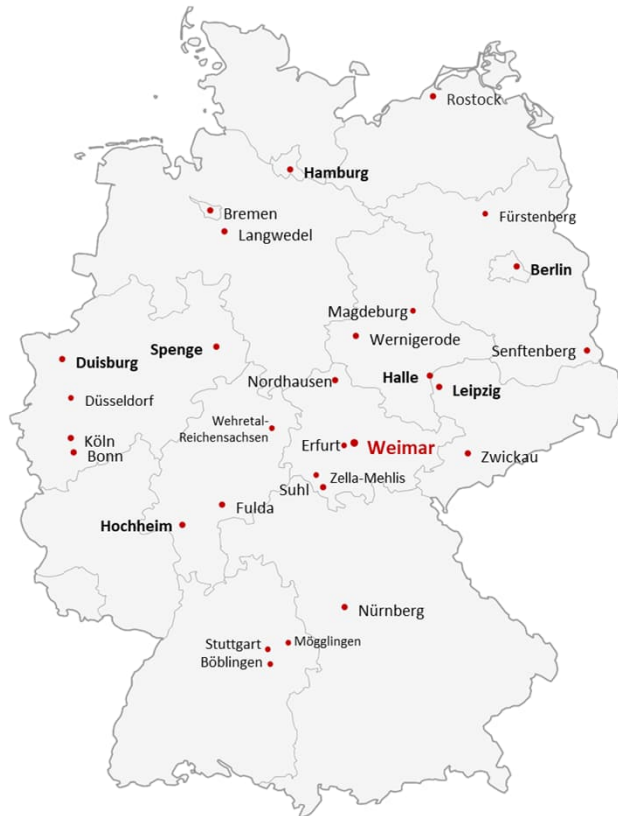 Rostock
Hamburg
Bremen
Fürstenberg
Langwedel
Berlin
Magdeburg
Wernigerode
Spenge
Senftenberg
Duisburg
Nordhausen
Halle
Leipzig
Düsseldorf
Wehretal-
Reichensachsen
Köln
Erfurt
Weimar
Bonn
Zwickau
Zella-Mehlis
Suhl
Fulda
Hochheim
Nürnberg
Stuttgart
Mögglingen
Böblingen